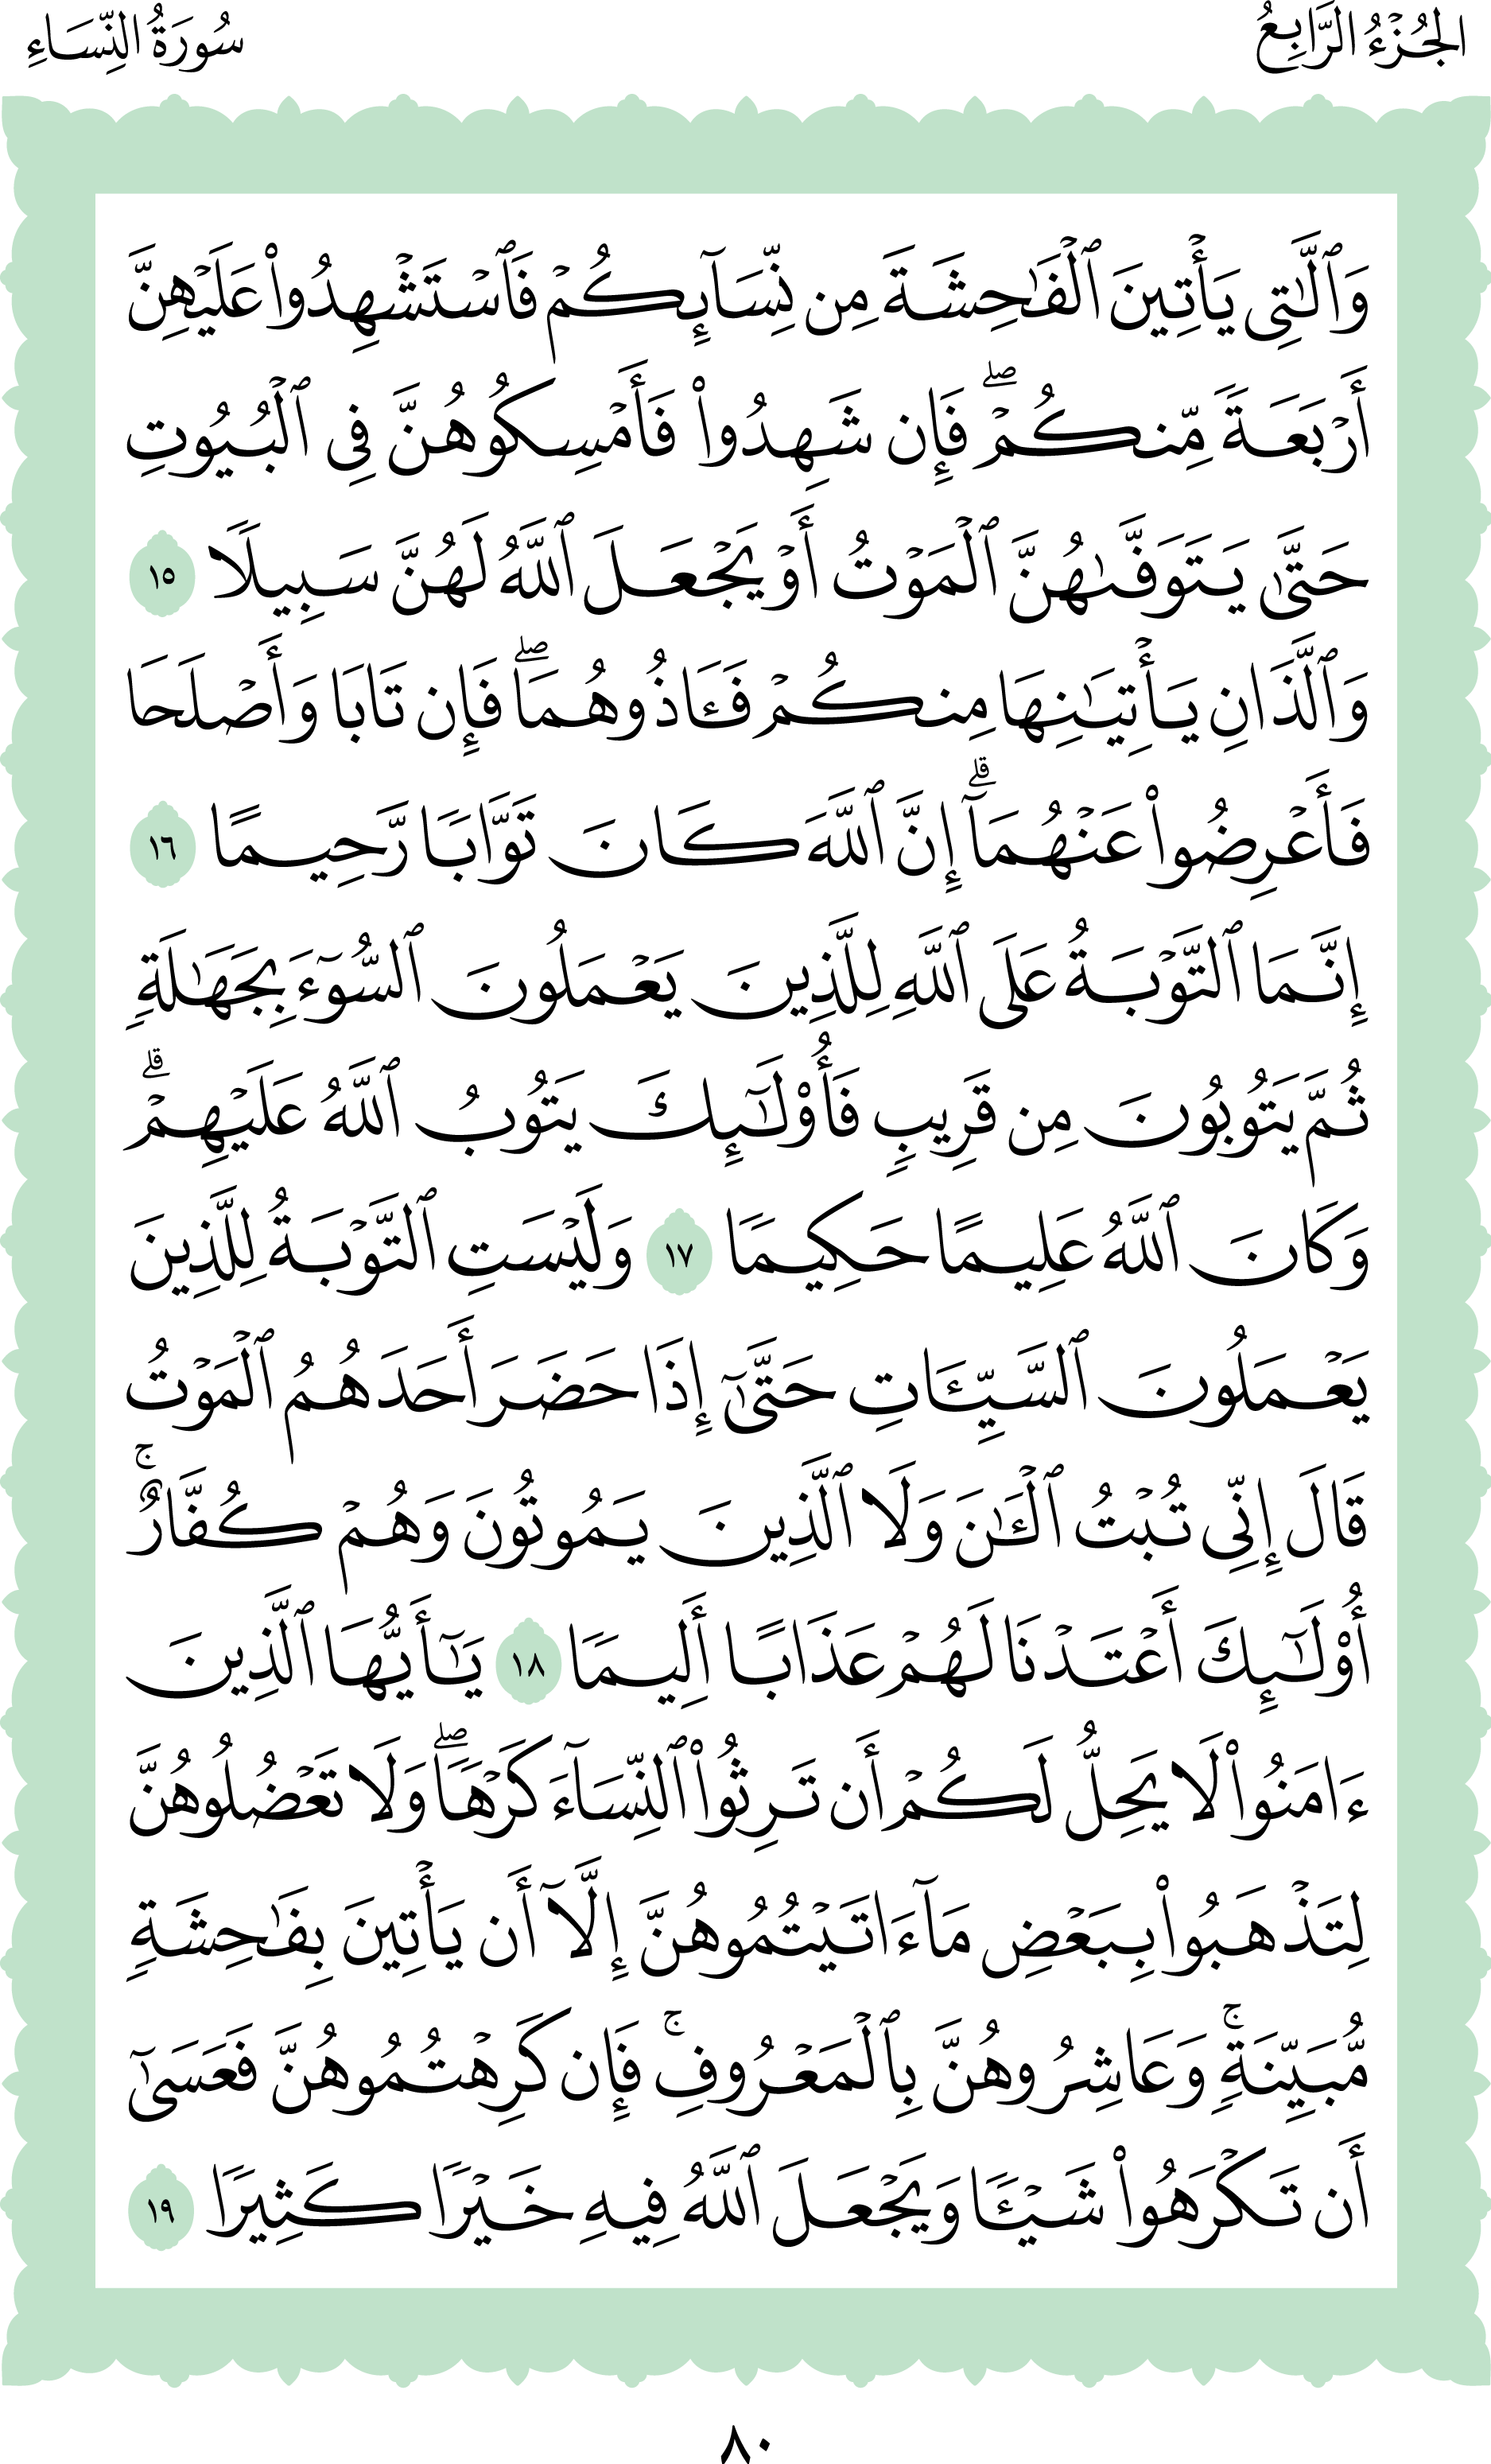 الجُزْءُ الرَّابِعُ
سُورَةُ النِّسَاءِ
وَٱلَّٰتِى يَأۡتِينَ ٱلۡفَٰحِشَةَ مِن نِّسَآئِكُمۡ فَٱسۡتَشۡهِدُواْ عَلَيۡهِنَّ
أَرۡبَعَةً مِّنكُمۡۖ فَإِن شَهِدُواْ فَأَمۡسِكُوهُنَّ فِى ٱلۡبُيُوتِ
حَتَّىٰ يَتَوَفَّىٰهُنَّ ٱلۡمَوۡتُ أَوۡ يَجۡعَلَ ٱللَّهُ لَهُنَّ سَبِيلًا ١٥
وَٱلَّذَانِ يَأۡتِيَٰنِهَا مِنكُمۡ فَـَٔاذُوهُمَاۖ فَإِن تَابَا وَأَصۡلَحَا
فَأَعۡرِضُواْ عَنۡهُمَآۗ إِنَّ ٱللَّهَ كَانَ تَوَّابًا رَّحِيمًا ١٦
إِنَّمَا ٱلتَّوۡبَةُ عَلَى ٱللَّهِ لِلَّذِينَ يَعۡمَلُونَ ٱلسُّوٓءَ بِجَهَٰلَةٍ
ثُمَّ يَتُوبُونَ مِن قَرِيبٍ فَأُوْلَٰٓئِكَ يَتُوبُ ٱللَّهُ عَلَيۡهِمۡۗ
وَكَانَ ٱللَّهُ عَلِيمًا حَكِيمًا ١٧ وَلَيۡسَتِ ٱلتَّوۡبَةُ لِلَّذِينَ
يَعۡمَلُونَ ٱلسَّيِّـَٔاتِ حَتَّىٰٓ إِذَا حَضَرَ أَحَدَهُمُ ٱلۡمَوۡتُ
قَالَ إِنِّى تُبۡتُ ٱلۡـَٰٔنَ وَلَا ٱلَّذِينَ يَمُوتُونَ وَهُمۡ كُفَّارٌۚ
أُوْلَٰٓئِكَ أَعۡتَدۡنَا لَهُمۡ عَذَابًا أَلِيمًا ١٨ يَٰٓأَيُّهَا ٱلَّذِينَ
ءَامَنُواْ لَا يَحِلُّ لَكُمۡ أَن تَرِثُواْ ٱلنِّسَآءَ كَرۡهًاۖ وَلَا تَعۡضُلُوهُنَّ
لِتَذۡهَبُواْ بِبَعۡضِ مَآ ءَاتَيۡتُمُوهُنَّ إِلَّآ أَن يَأۡتِينَ بِفَٰحِشَةٍ
مُّبَيِّنَةٍۚ وَعَاشِرُوهُنَّ بِٱلۡمَعۡرُوفِۚ فَإِن كَرِهۡتُمُوهُنَّ فَعَسَىٰٓ
أَن تَكۡرَهُواْ شَيۡـًٔا وَيَجۡعَلَ ٱللَّهُ فِيهِ خَيۡرًا كَثِيرًا ١٩
٨٠